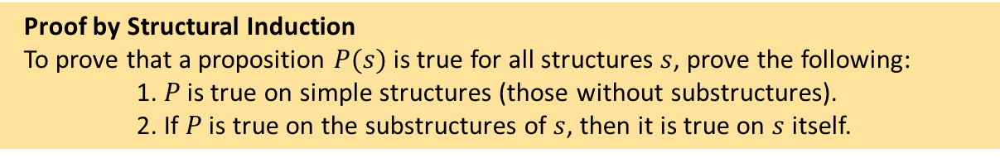 Proof by Structural Induction
To prove that a proposition P(s) is true for all structures s, prove the following:
1. P is true on simple structures (those without substructures).
2. If P is true on the substructures of s, then it is true on s itself.